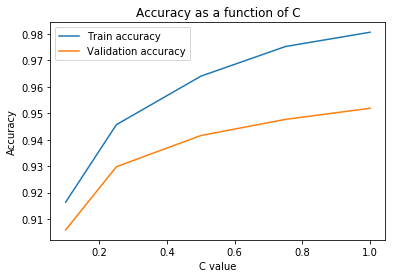 Accuracy as a function of C
Train accuracy
Validation accuracy
0.98
0.97
0.96
0.95
0.94
0.93
0.92
0.91
Accuracy
0.2
0.4
0.6
0.8
1.0
C value